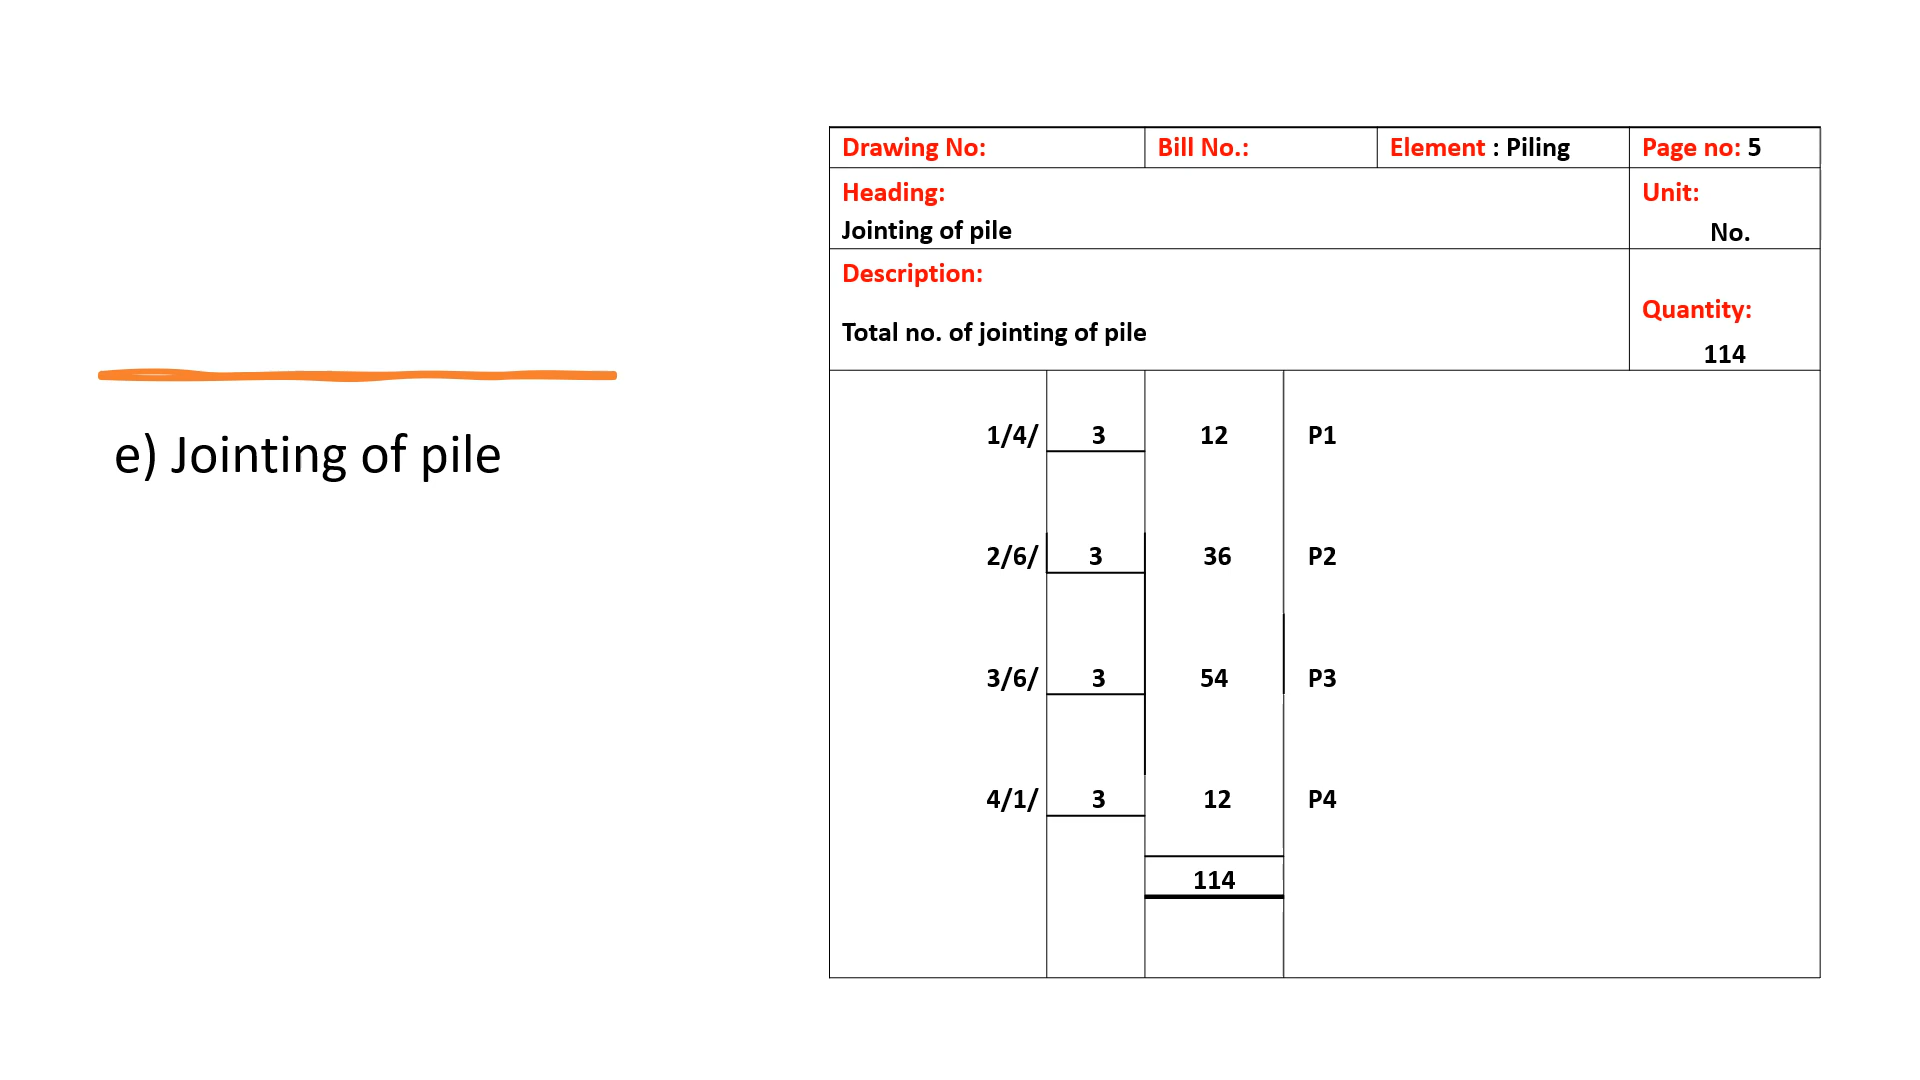 e) Jointing of pile
Drawing No: Bill No.: Element : Piling Page no: 5
Heading: Unit:
Jointing of pile No.
Description:
Quantity:
Total no. of jointing of pile
114
1/4/ 3 12 P1
2/6/ 3 36 P2
3/6/ 3 54 P3
4/1/ 3 12 P4
114